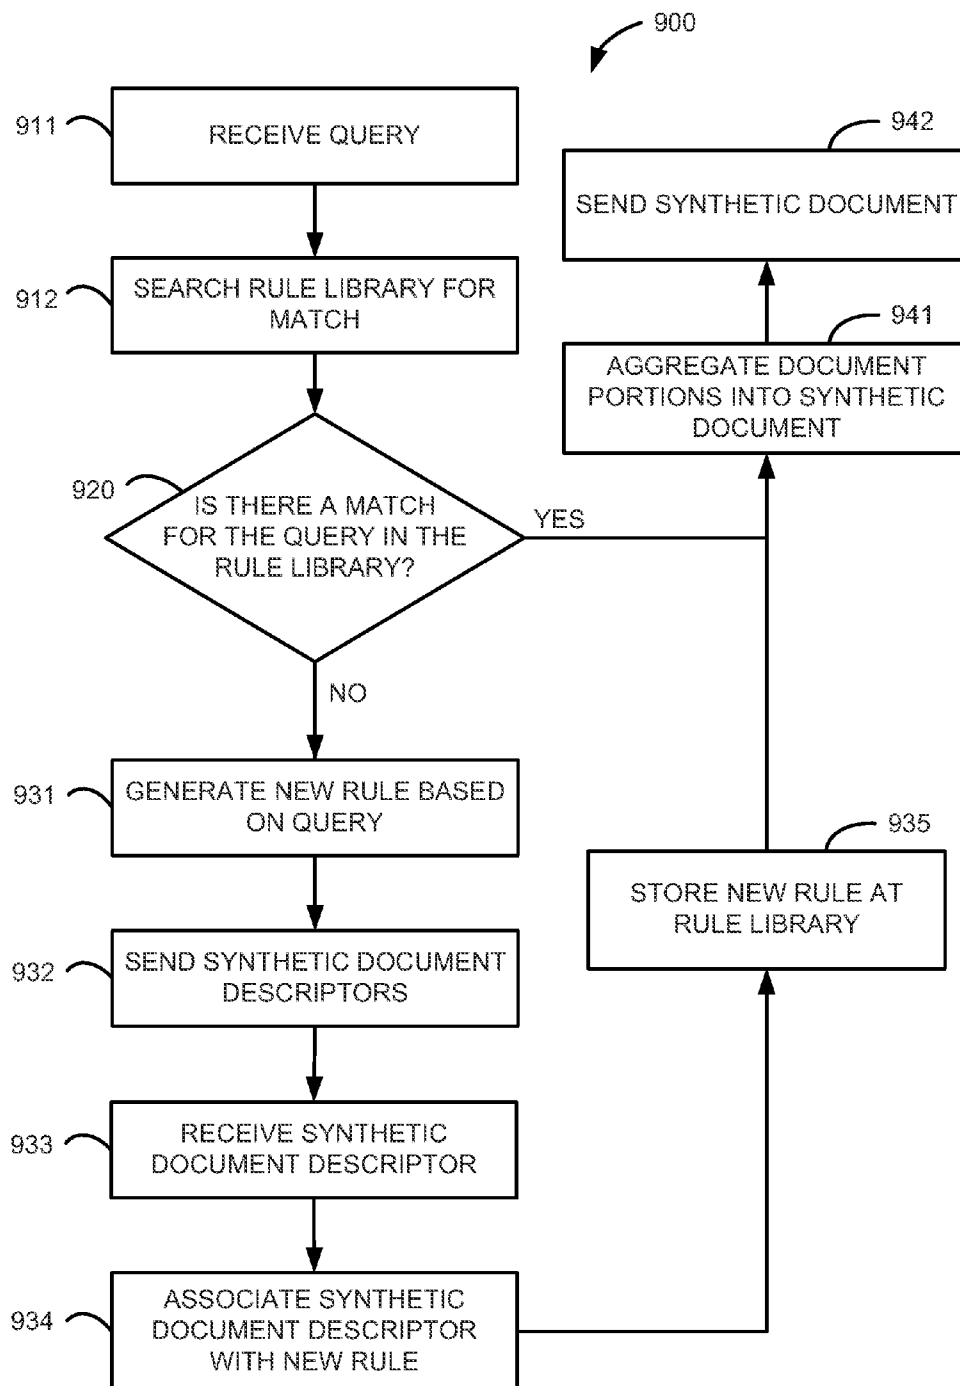 900
911
RECEIVE QUERY
912
SEARCH RULE LIBRARY FOR
MATCH
920
IS THERE A MATCH
FOR THE QUERY IN THE
RULE LIBRARY?
YES
NO
931
GENERATE NEW RULE BASED
ON QUERY
932
SEND SYNTHETIC DOCUMENT
DESCRIPTORS
933
RECEIVE SYNTHETIC
DOCUMENT DESCRIPTOR
934
ASSOCIATE SYNTHETIC
DOCUMENT DESCRIPTOR
WITH NEW RULE
935
STORE NEW RULE AT
RULE LIBRARY
941
AGGREGATE DOCUMENT
PORTIONS INTO SYNTHETIC
DOCUMENT
942
SEND SYNTHETIC DOCUMENT